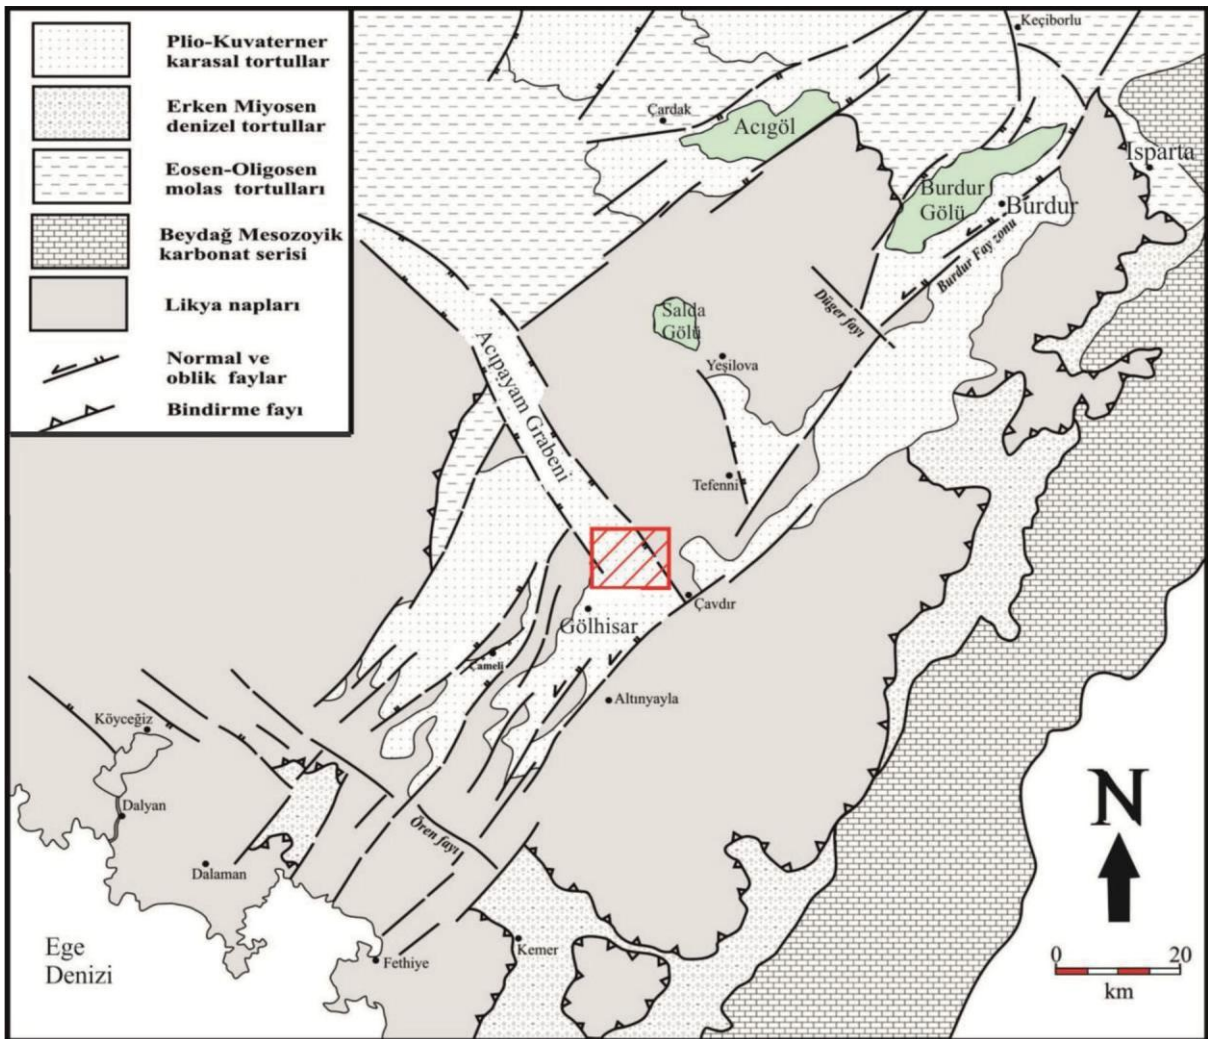 Plio-Kuvaterner
karasal tortullar
Erken Miyosen
denizel tortullar
Eosen-Oligosen
molas tortulları
Beydağ Mesozoyik
karbonat serisi
Likya napları
Normal ve
oblik faylar
Bindirme fayı
Keçiborlu
Çardak
Acıgöl
Isparta
Burdur
Gölü
Burdur
Burdur Fay zonu
Düger fayı
Salda
Gölü
Yeşilova
Acıpayam Grabeni
Tefenni
Çavdır
Gölhisar
Çameli
Altınyayla
Köyceğiz
Dalyan
Dalaman
Ören fayı
Ege
Denizi
Fethiye
Kemer
N
0 20
km